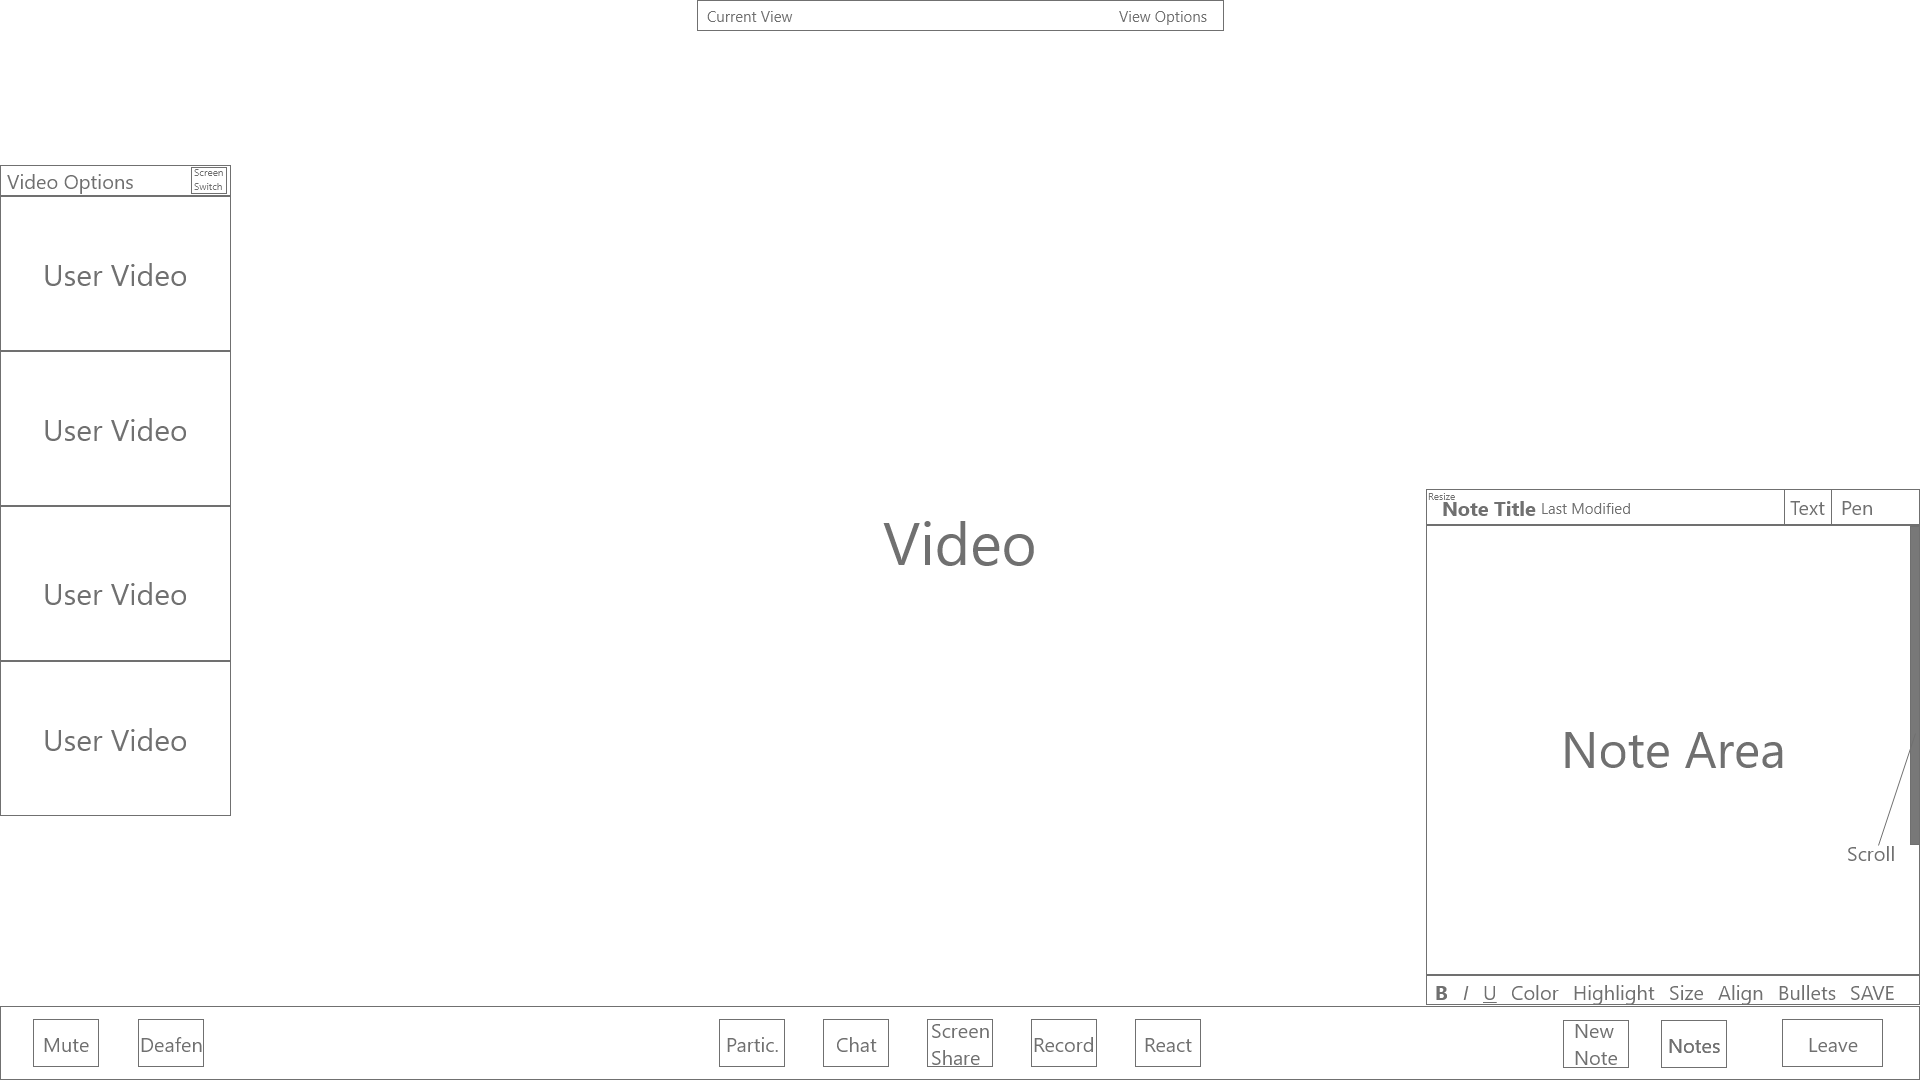 Current View View Options
Video Options
Screen
Switch
User Video
User Video
User Video
User Video
Video
Resize
Note Title Last Modified Text Pen
Note Area
Scroll
B I U Color Highlight Size Align Bullets SAVE
Mute Deafen
Partic. Chat
Screen
Share
Record React
New
Note
Notes Leave